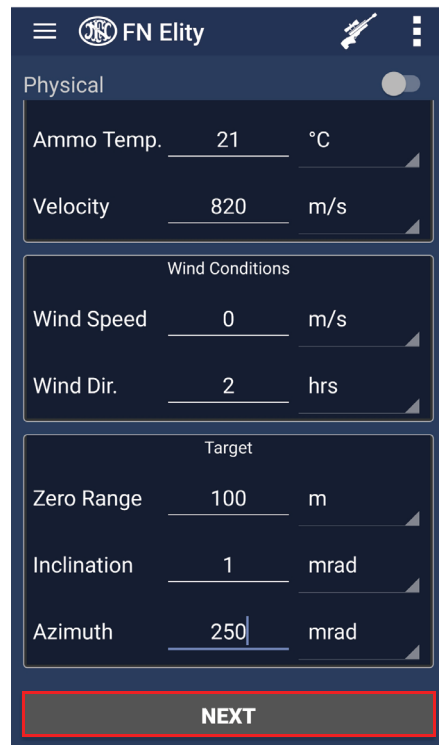 FN FN Elity
Physical
Ammo Temp. 21 °C
Velocity 820 m/s
Wind Conditions
Wind Speed 0 m/s
Wind Dir. 2 hrs
Target
Zero Range 100 m
Inclination 1 mrad
Azimuth 250 mrad
NEXT